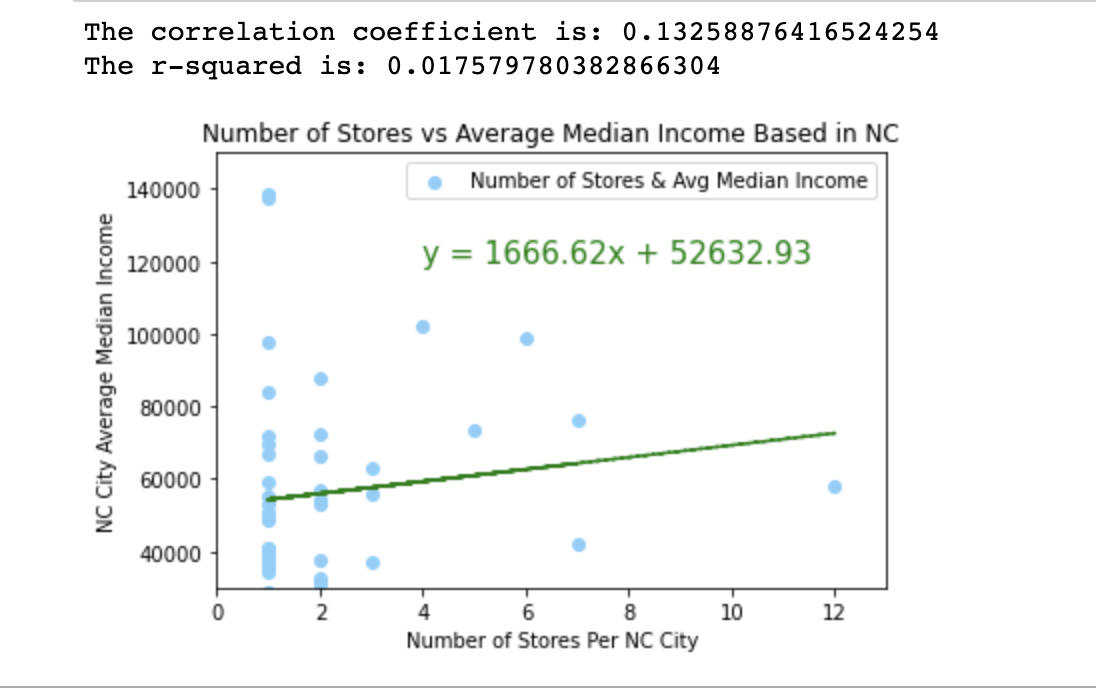 The correlation coefficient is: 0.13258876416524254
The r-squared is: 0.017579780382866304
Number of Stores vs Average Median Income Based in NC
Number of Stores & Avg Median Income
y = 1666.62x + 52632.93
NC City Average Median Income
140000
120000
100000
80000
60000
40000
0 2 4 6 8 10 12
Number of Stores Per NC City